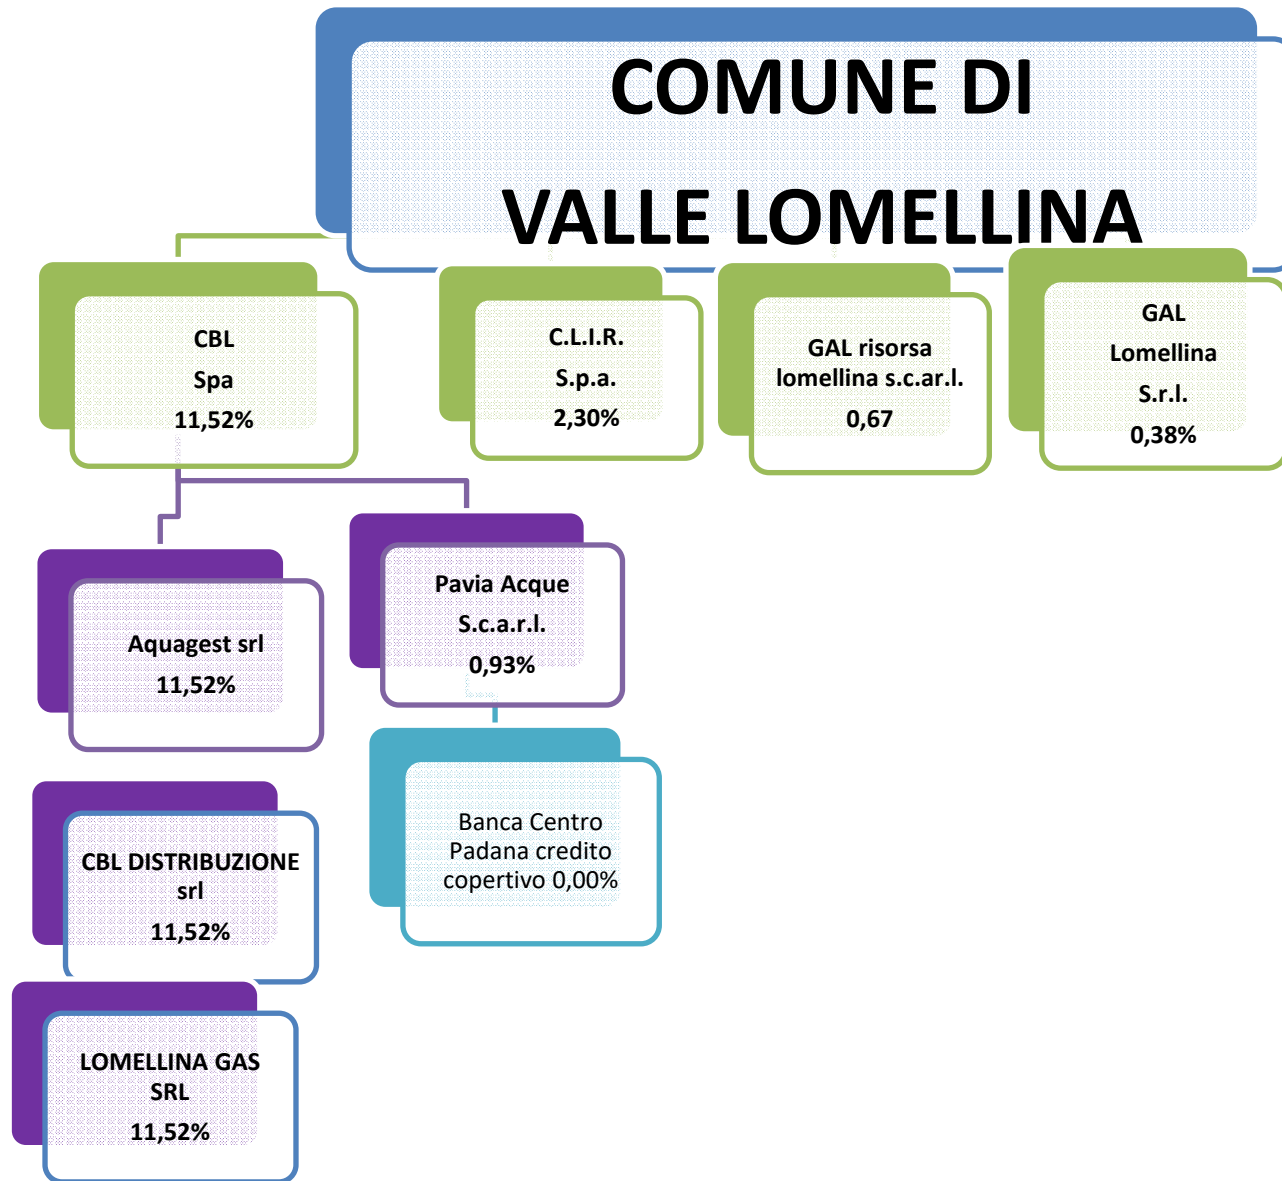 COMUNE DI
VALLE LOMELLINA
CBL
Spa
11,52%
C.L.I.R.
S.p.a.
2,30%
GAL risorsa
lomellina s.c.ar.l.
0,67
GAL
Lomellina
S.r.l.
0,38%
Aquagest srl
11,52%
Pavia Acque
S.c.a.r.l.
0,93%
CBL DISTRIBUZIONE
srl
11,52%
Banca Centro
Padana credito
copertivo 0,00%
LOMELLINA GAS
SRL
11,52%